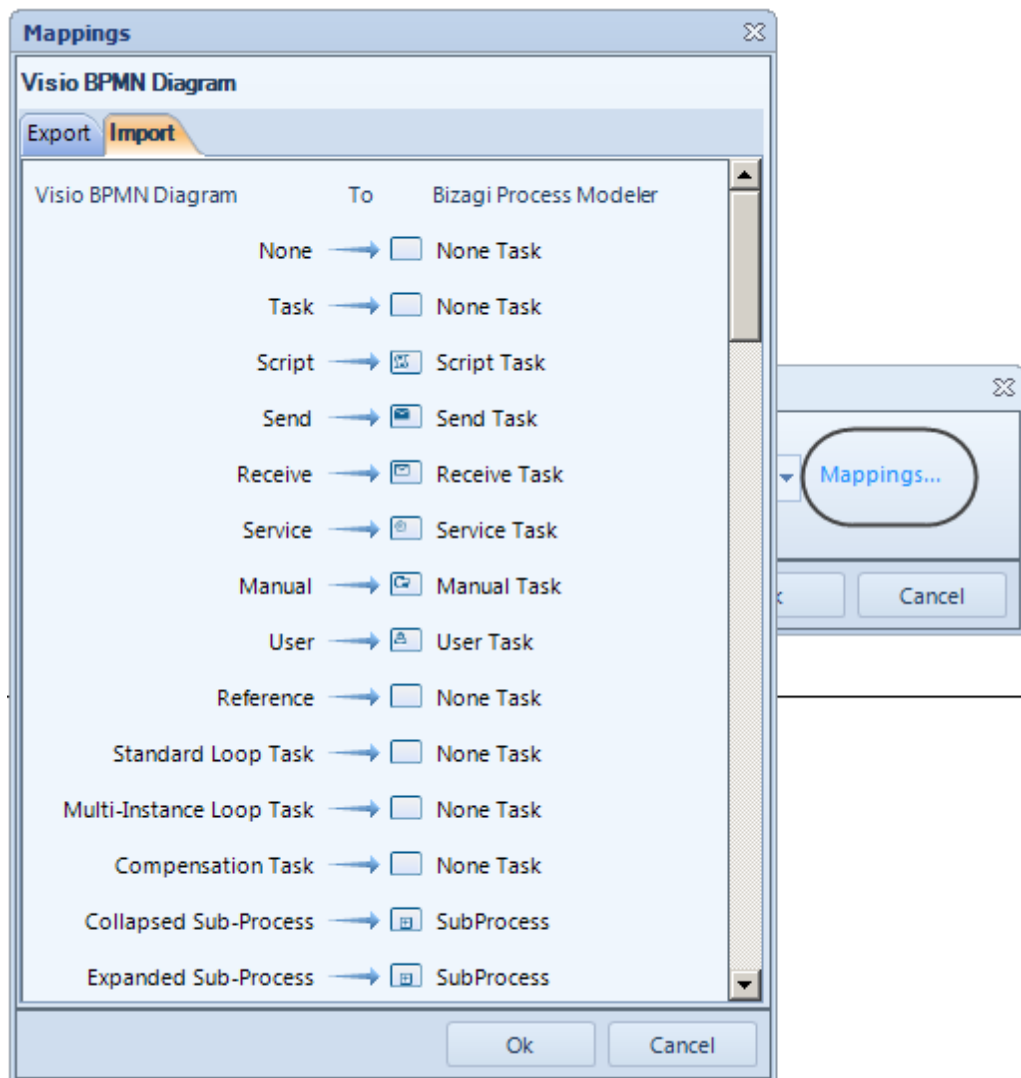 Mappings
Visio BPMN Diagram
Export Import
Visio BPMN Diagram To Bizagi Process Modeler
None None Task
Task None Task
Script Script Task
Send Send Task
Receive Receive Task
Service Service Task
Manual Manual Task
User User Task
Reference None Task
Standard Loop Task None Task
Multi-Instance Loop Task None Task
Compensation Task None Task
Collapsed Sub-Process SubProcess
Expanded Sub-Process SubProcess
Ok Cancel
Mappings...
Cancel